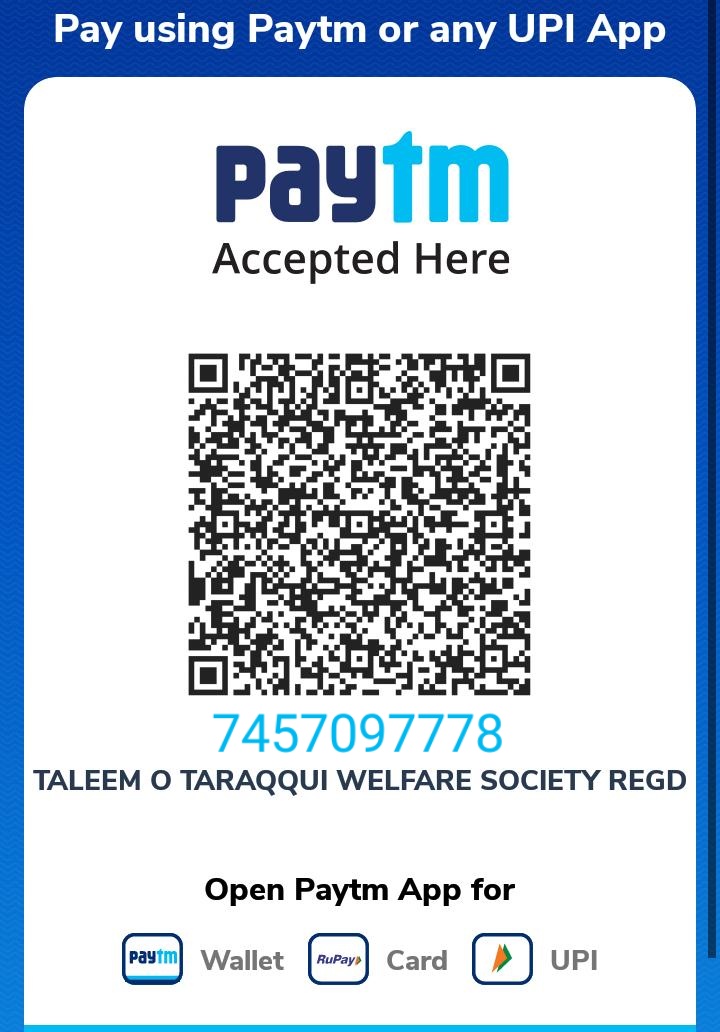 Pay using Paytm or any UPI App
paytm
Accepted Here
7457097778
TALEEM O TARAQQUI WELFARE SOCIETY REGD
Open Paytm App for
paytm Wallet RuPay Card UPI